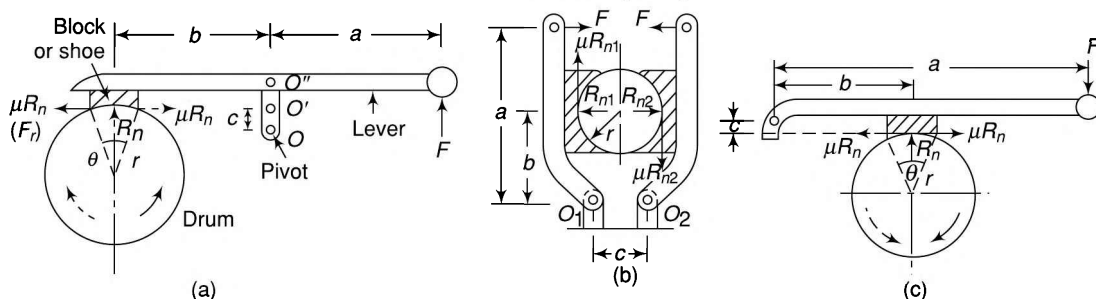 Block
or shoe
b
a
μRn
(Fr)
μRn
Rn
c
O″
O′
O
Lever
F
Pivot
θ
r
Drum
(a)
F
F
μRn1
Rn1
Rn2
r
a
b
μRn2
O1
O2
c
(b)
F
a
b
c
μRn
μRn
Rn
θ
r
(c)